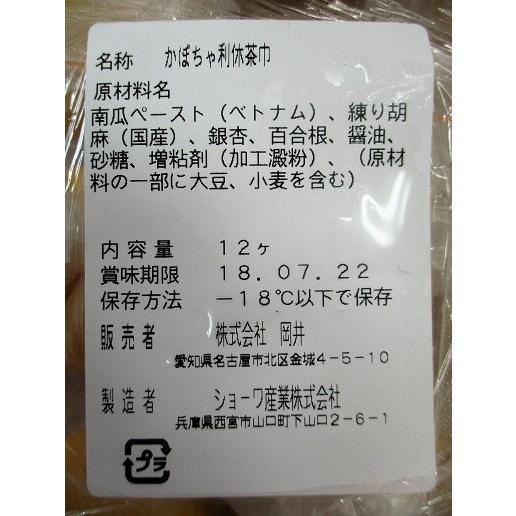 名称 かぼちゃ利休茶巾
原材料名
南瓜ペースト（ベトナム）、練り胡
麻（国産）、銀杏、百合根、醤油、
砂糖、増粘剤（加工澱粉）、（原材
料の一部に大豆、小麦を含む）
内容量 12ヶ
賞味期限 18.07.22
保存方法 －18℃以下で保存
販売者 株式会社 岡井
愛知県名古屋市北区金城4-5-10
製造者 ショーワ産業株式会社
兵庫県西宮市山口町下山口2-6-1
プラ